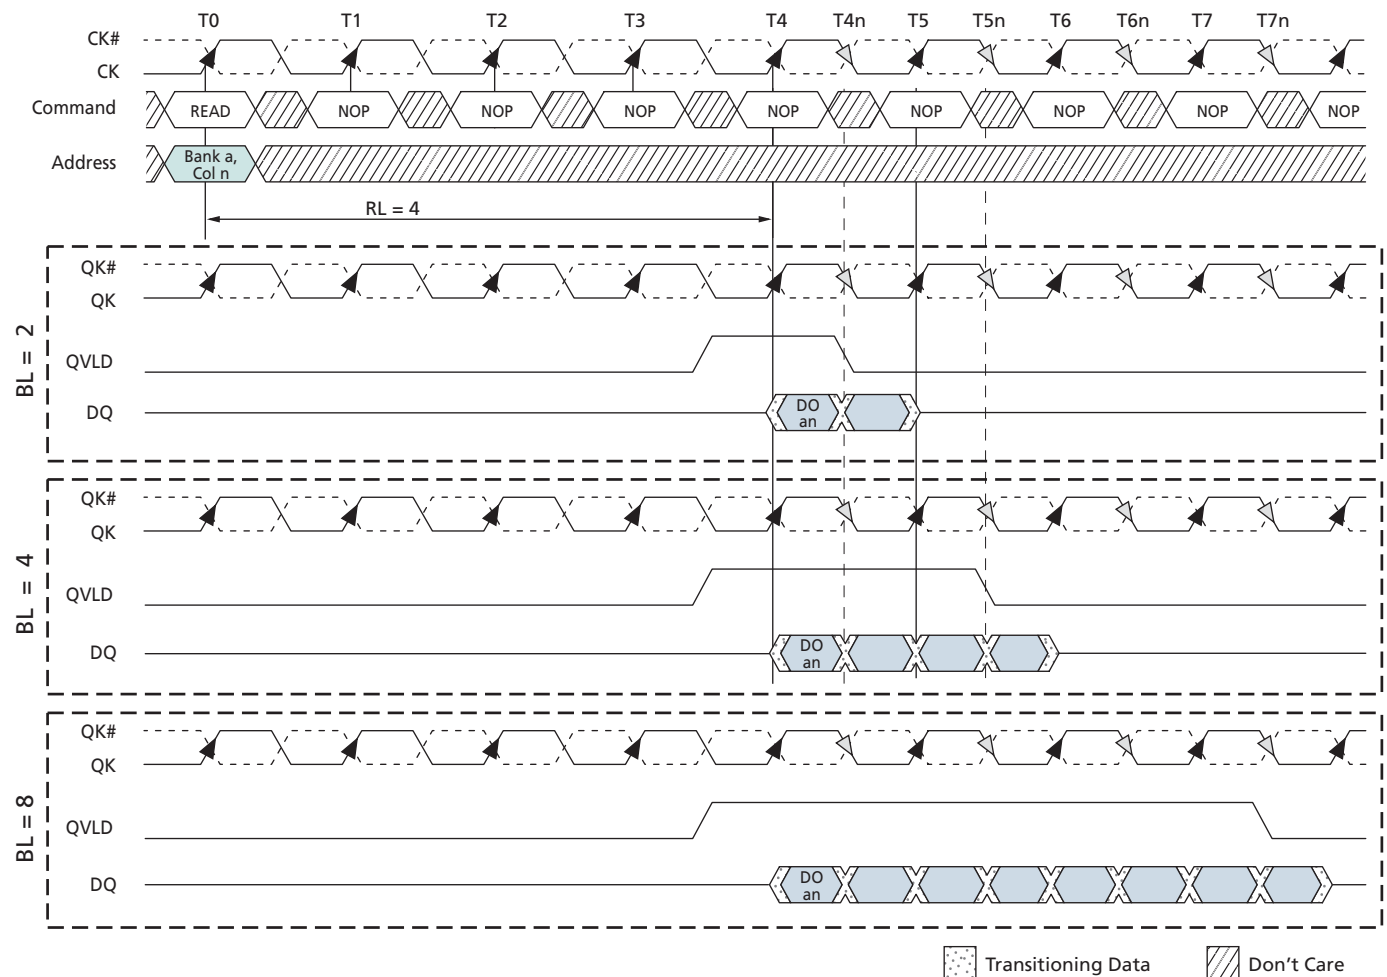 T0 T1 T2 T3 T4 T4n T5 T5n T6 T6n T7 T7n
CK#
CK
Command READ NOP NOP NOP NOP NOP NOP NOP NOP
Address Bank a,
Col n
RL = 4
BL = 2
QK#
QK
QVLD
DQ DO
an
BL = 4
QK#
QK
QVLD
DQ DO
an
BL = 8
QK#
QK
QVLD
DQ DO
an
Transitioning Data Don't Care